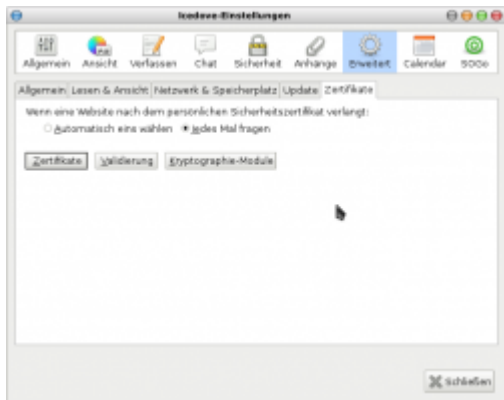 Icedove-Einstellungen
Allgemein Ansicht Verfassen Chat Sicherheit Anhänge Erweitert Calendar SOGo
Allgemein Lesen & Ansicht Netzwerk & Speicherplatz Update Zertifikate
Wenn eine Website nach dem persönlichen Sicherheitszertifikat verlangt:
Automatisch eins wählen Jedes Mal fragen
Zertifikate Validierung Kryptographie-Module
Schließen